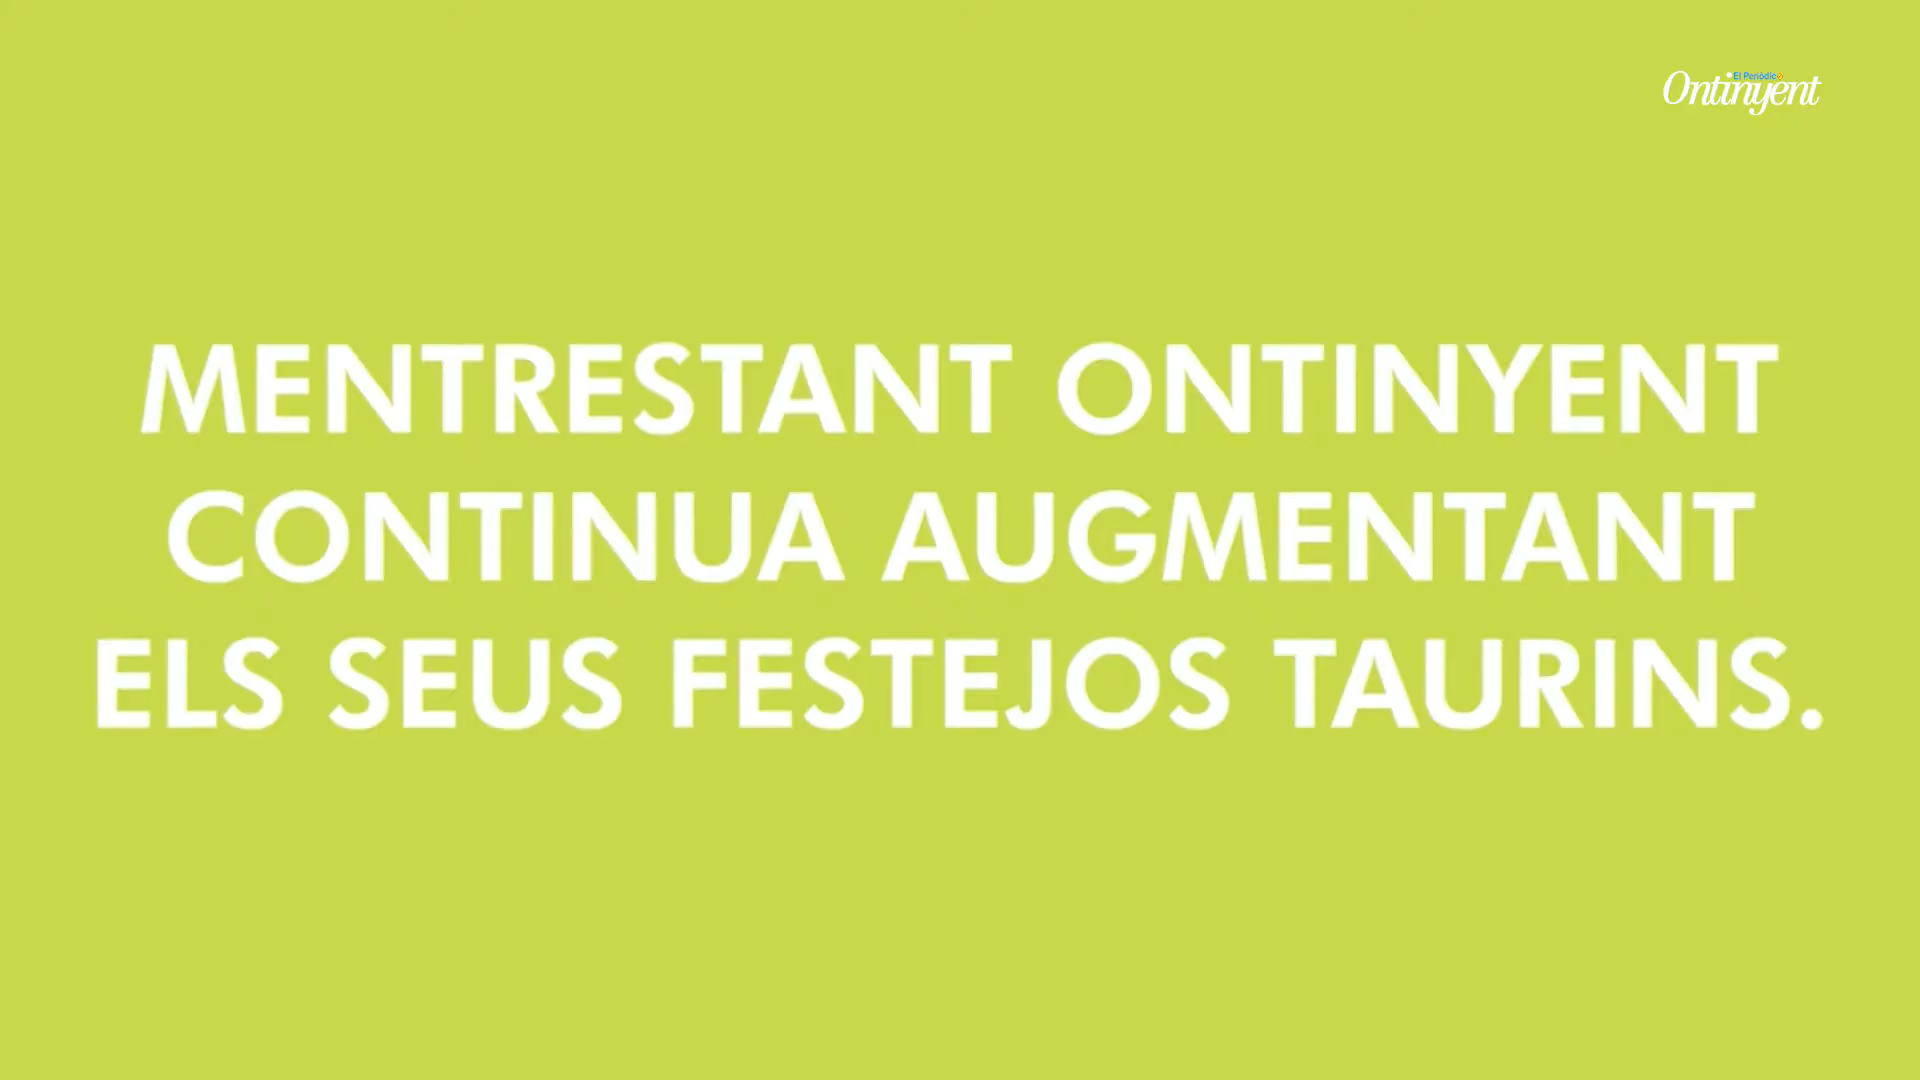 El Periòdic
Ontinyent
MENTRESTANT ONTINYENT
CONTINUA AUGMENTANT
ELS SEUS FESTEJOS TAURINS.